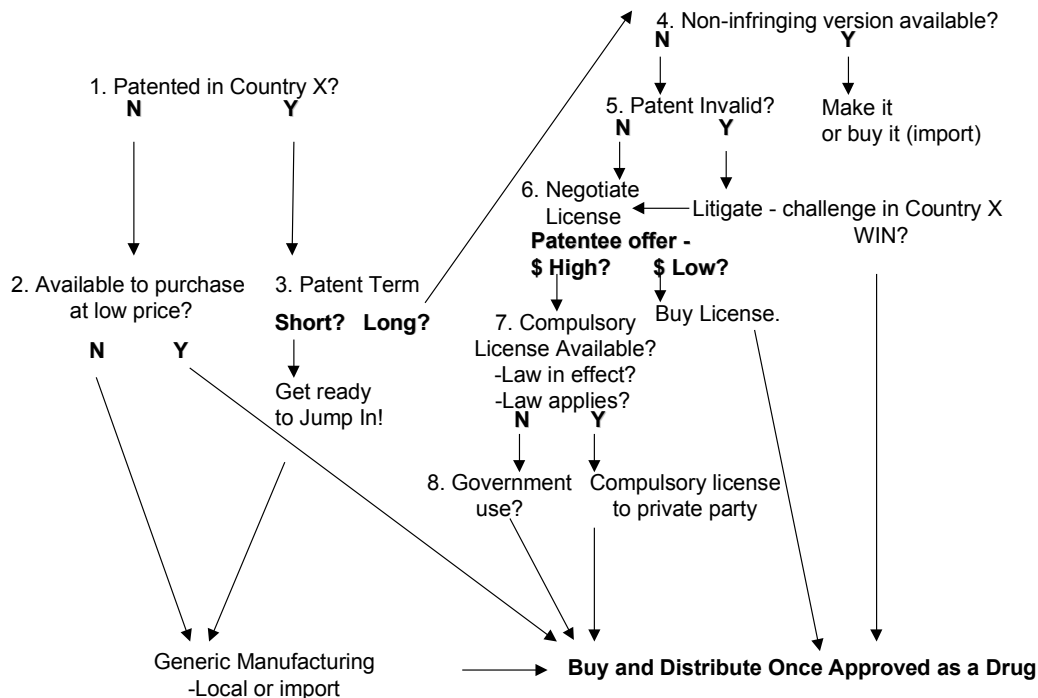 4. Non-infringing version available?
N Y
1. Patented in Country X?
N Y
5. Patent Invalid?
N Y
Make it
or buy it (import)
6. Negotiate
License
Litigate - challenge in Country X
WIN?
Patentee offer -
$ High? $ Low?
2. Available to purchase
at low price?
N Y
3. Patent Term
Short? Long?
Buy License.
7. Compulsory
License Available?
-Law in effect?
-Law applies?
N Y
Get ready
to Jump In!
8. Government
use?
Compulsory license
to private party
Generic Manufacturing
-Local or import
Buy and Distribute Once Approved as a Drug